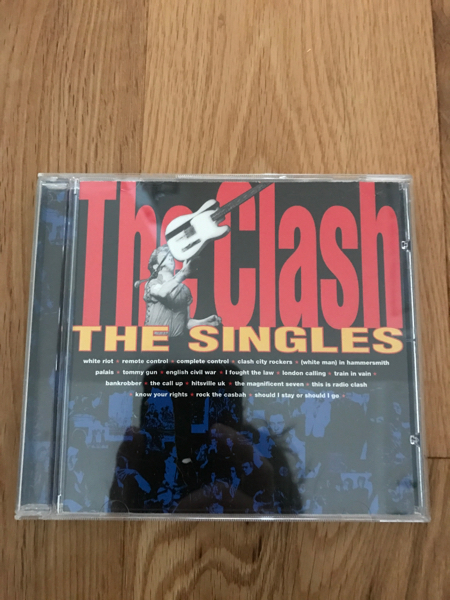 The Clash
THE SINGLES
white riot • remote control • complete control • clash city rockers • (white man) in hammersmith
palais • tommy gun • english civil war • I fought the law • london calling • train in vain •
bankrobber • the call up • hitsville uk • the magnificent seven • this is radio clash
know your rights • rock the casbah • should I stay or should I go •